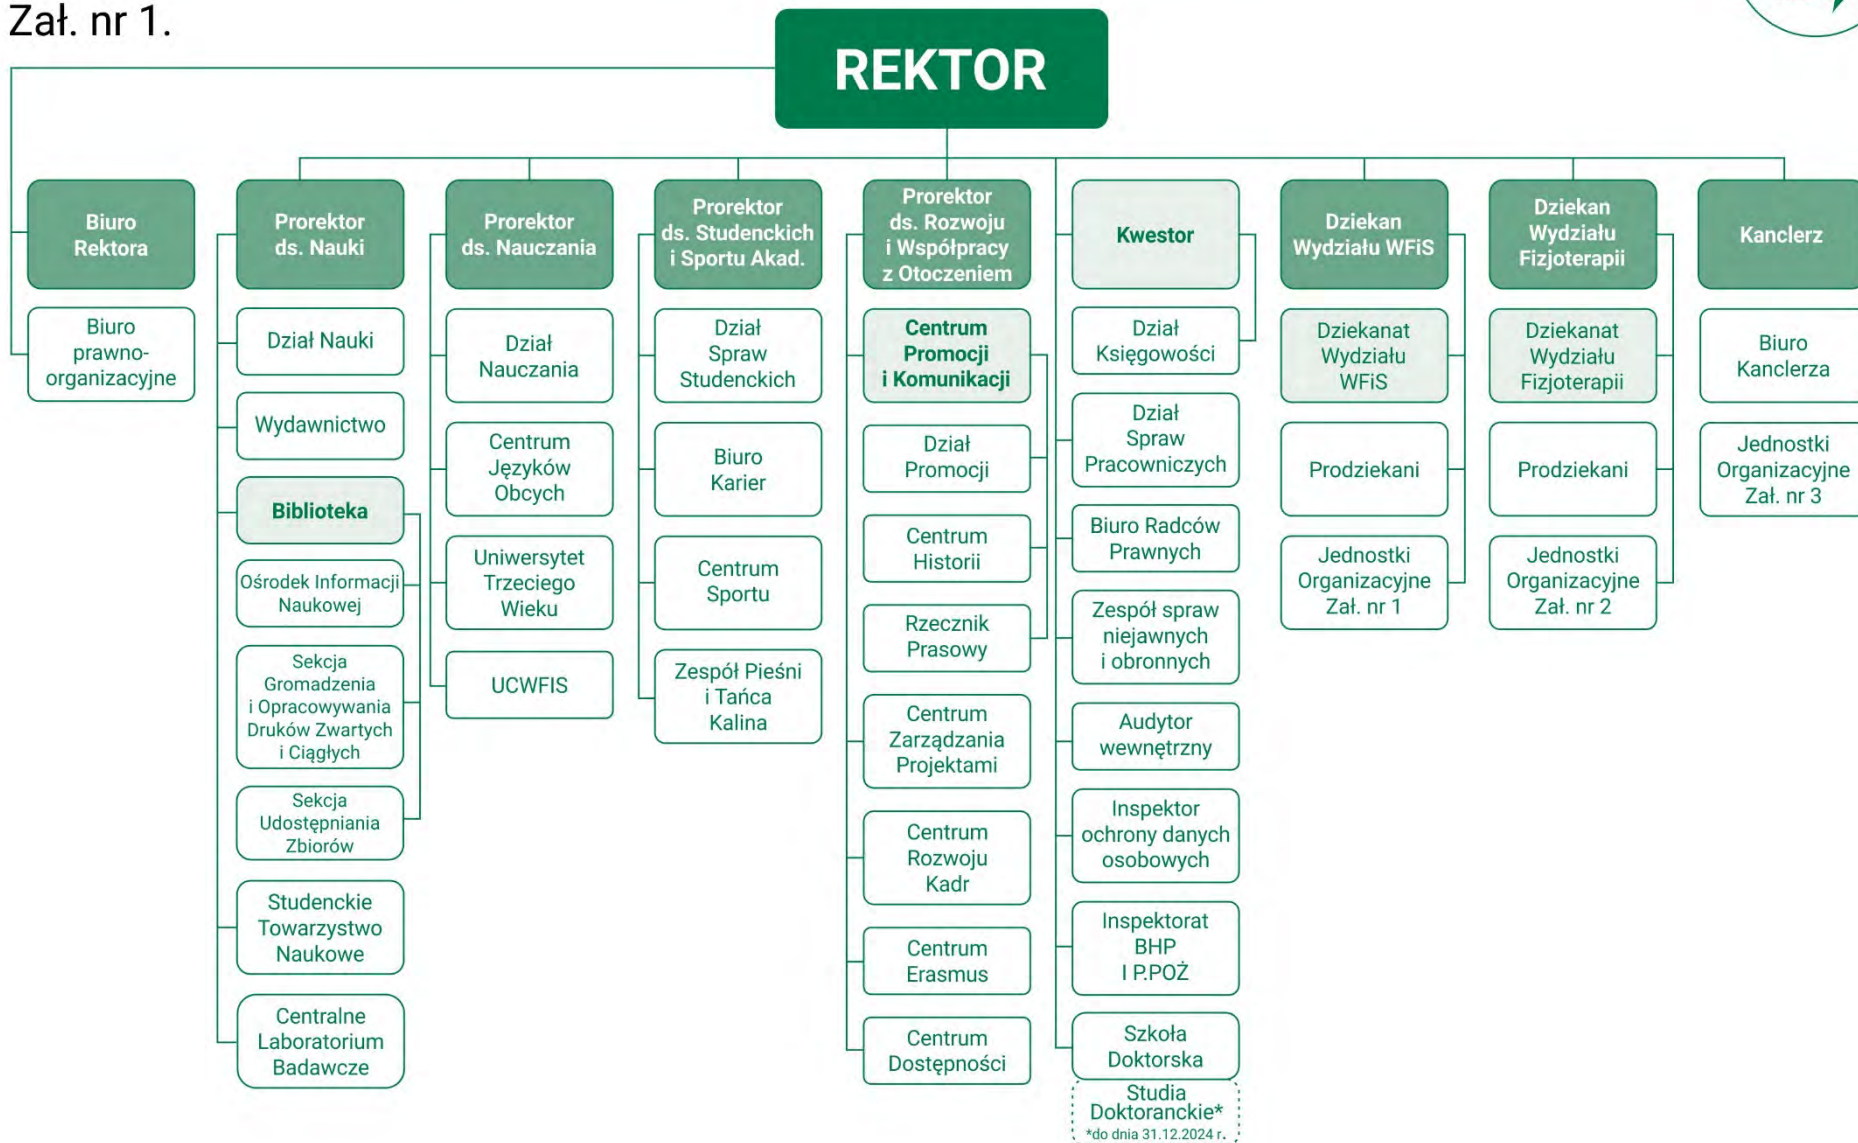 Zał. nr 1.
REKTOR
Biuro
Rektora
Biuro
prawno-
organizacyjne
Prorektor
ds. Nauki
Dział Nauki
Wydawnictwo
Biblioteka
Ośrodek Informacji
Naukowej
Sekcja
Gromadzenia
i Opracowywania
Druków Zwartych
i Ciągłych
Sekcja
Udostępniania
Zbiorów
Studenckie
Towarzystwo
Naukowe
Centralne
Laboratorium
Badawcze
Prorektor
ds. Nauczania
Dział
Nauczania
Centrum
Języków
Obcych
Uniwersytet
Trzeciego
Wieku
UCWFIS
Prorektor
ds. Studenckich
i Sportu Akad.
Dział
Spraw
Studenckich
Biuro
Karier
Centrum
Sportu
Zespół Pieśni
i Tańca
Kalina
Prorektor
ds. Rozwoju
i Współpracy
z Otoczeniem
Centrum
Promocji
i Komunikacji
Dział
Promocji
Centrum
Historii
Rzecznik
Prasowy
Centrum
Zarządzania
Projektami
Centrum
Rozwoju
Kadr
Centrum
Erasmus
Centrum
Dostępności
Kwestor
Dział
Księgowości
Dział
Spraw
Pracowniczych
Biuro Radców
Prawnych
Zespół spraw
niejawnych
i obronnych
Audytor
wewnętrzny
Inspektor
ochrony danych
osobowych
Inspektorat
BHP
I P.POŻ
Szkoła
Doktorska
Studia
Doktoranckie*
*do dnia 31.12.2024 r.
Dziekan
Wydziału WFiS
Dziekanat
Wydziału
WFiS
Prodziekani
Jednostki
Organizacyjne
Zał. nr 1
Dziekan
Wydziału
Fizjoterapii
Dziekanat
Wydziału
Fizjoterapii
Prodziekani
Jednostki
Organizacyjne
Zał. nr 2
Kanclerz
Biuro
Kanclerza
Jednostki
Organizacyjne
Zał. nr 3